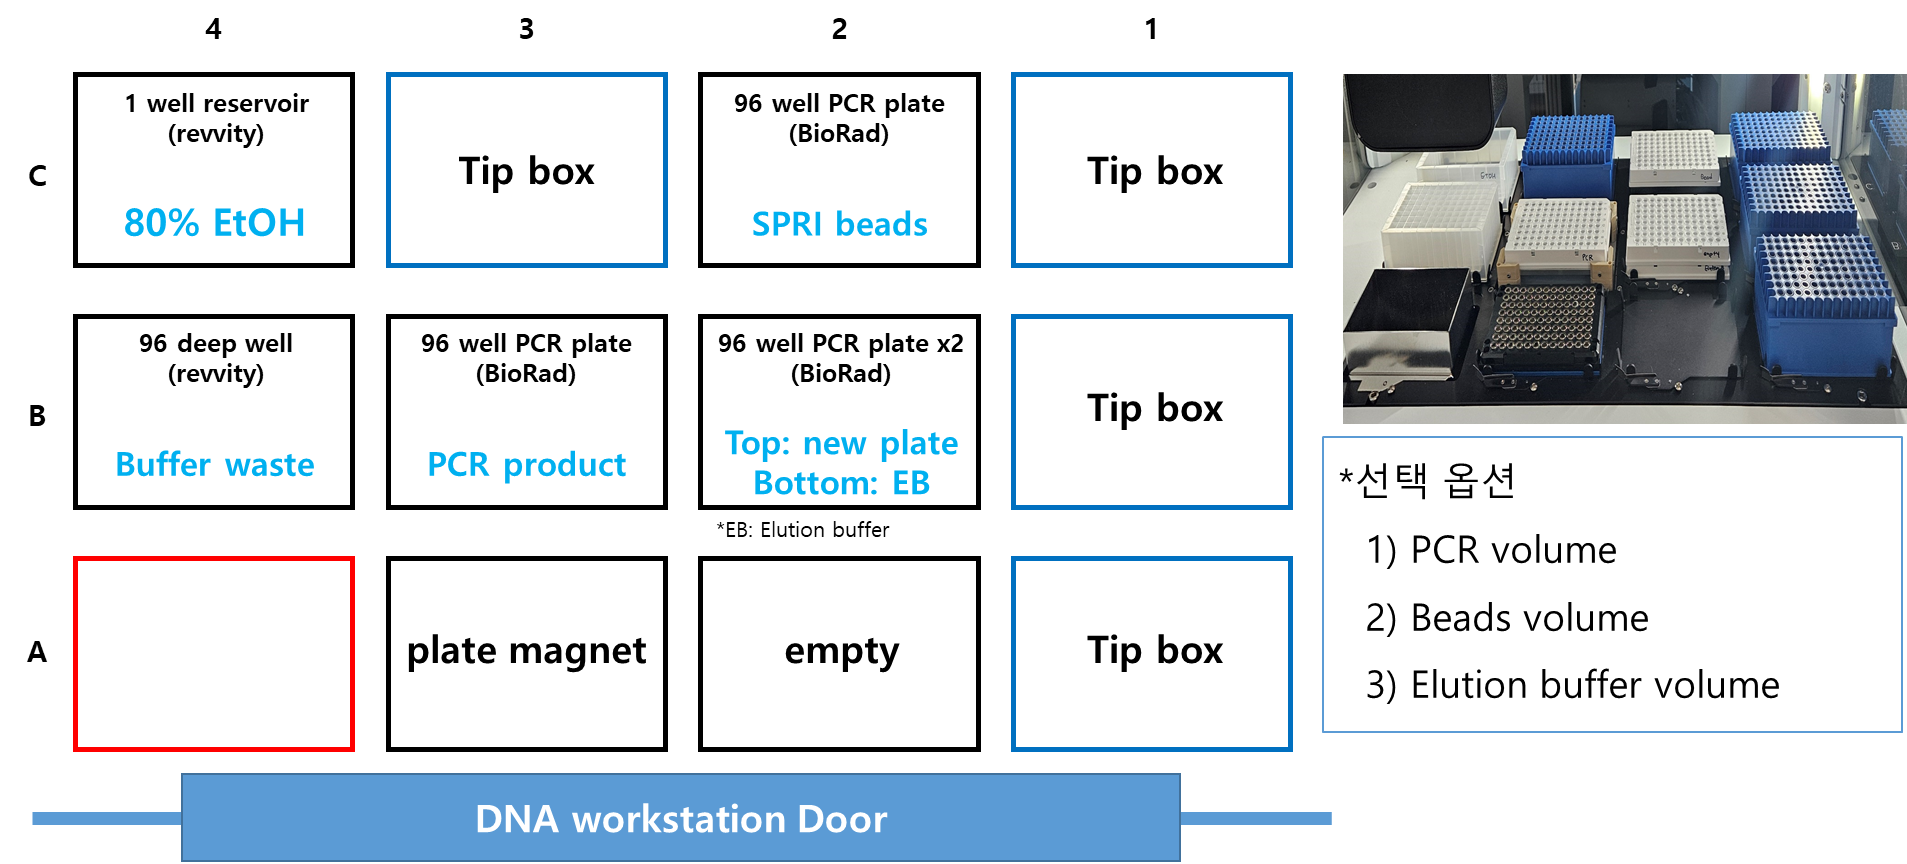 4
3
2
1
C
1 well reservoir
(revvity)
80% EtOH
Tip box
96 well PCR plate
(BioRad)
SPRI beads
Tip box
B
96 deep well
(revvity)
Buffer waste
96 well PCR plate
(BioRad)
PCR product
96 well PCR plate x2
(BioRad)
Top: new plate
Bottom: EB
*EB: Elution buffer
Tip box
A
plate magnet
empty
Tip box
DNA workstation Door
EtOH
PCR
empty
C
B
*선택 옵션
1) PCR volume
2) Beads volume
3) Elution buffer volume